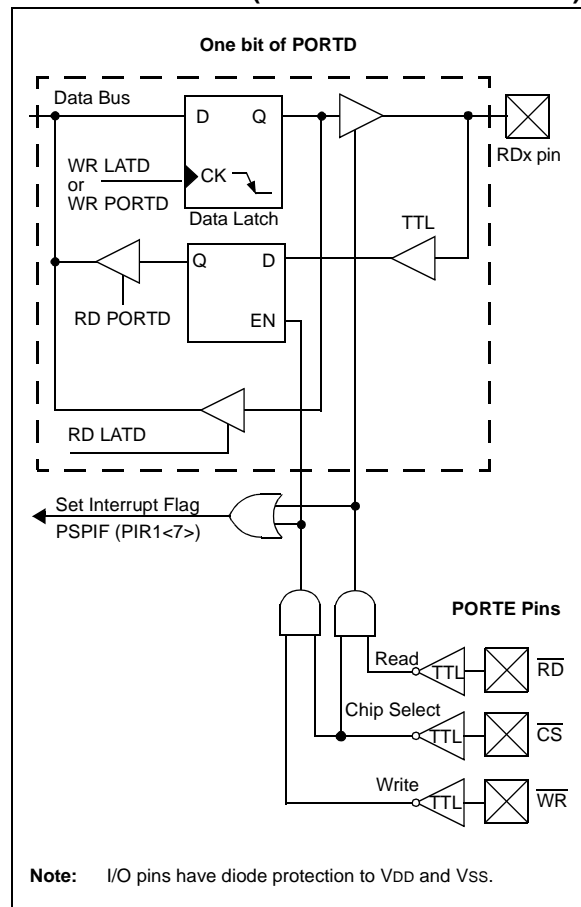 One bit of PORTD
Data Bus
D Q
RDx pin
WR LATD
or
WR PORTD
CK
Data Latch
TTL
Q D
RD PORTD
EN
RD LATD
Set Interrupt Flag
PSPIF (PIR1<7>)
PORTE Pins
Read
TTL
RD
Chip Select
TTL
CS
Write
TTL
WR
Note: I/O pins have diode protection to VDD and VSS.